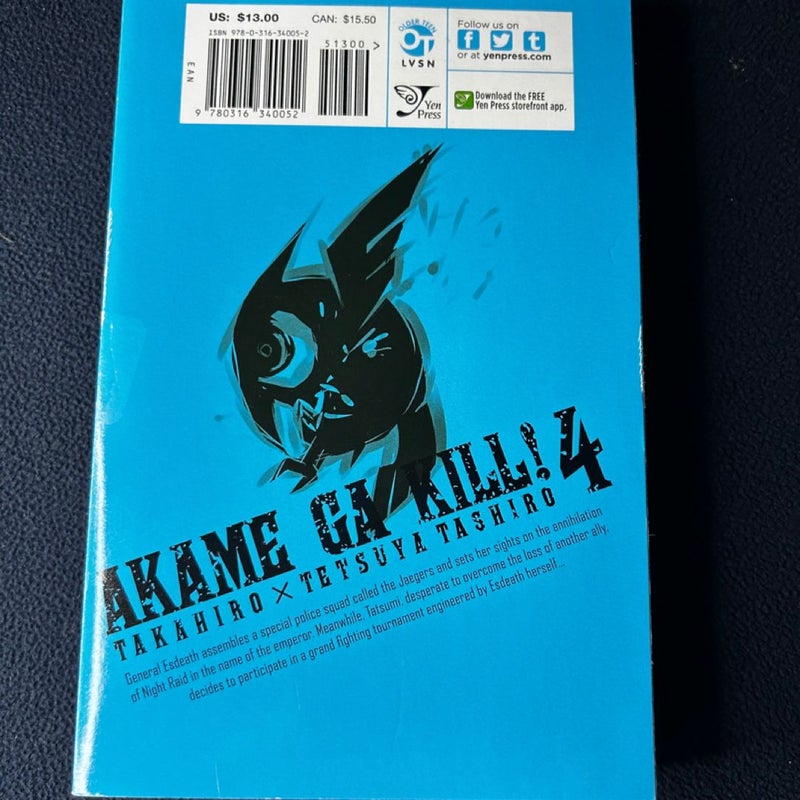 US: $13.00 CAN: $15.50
ISBN 978-0-316-34005-2
51300 >
EAN
9 780316 340052
OLDER TEEN
OT
LVSN
Yen
Press
Follow us on
f t
or at yenpress.com
Download the FREE
Yen Press storefront app.
AKAME GA KILL! 4
TAKAHIRO × TETSUYA TASHIRO
General Esdeath assembles a special police squad called the Jaegers and sets her sights on the annihilation
of Night Raid in the name of the emperor. Meanwhile, Tatsumi, desperate to overcome the loss of another ally,
decides to participate in a grand fighting tournament engineered by Esdeath herself...